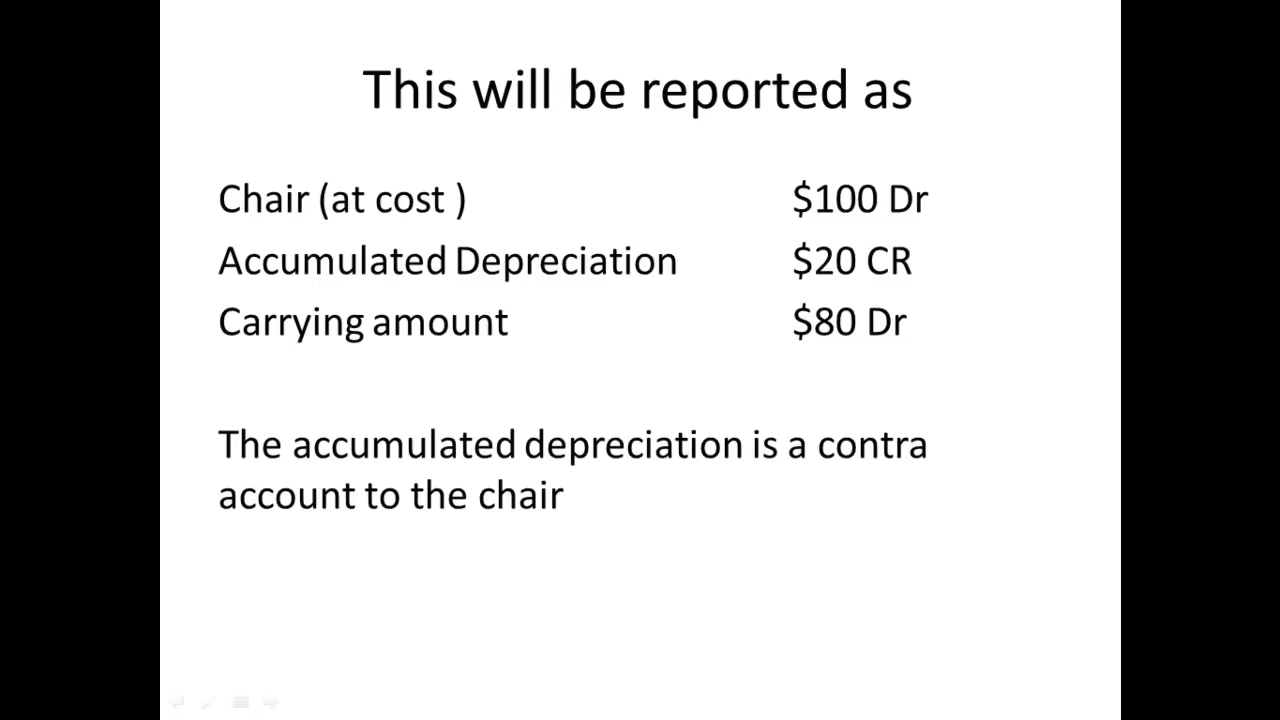 This will be reported as
Chair (at cost ) $100 Dr
Accumulated Depreciation $20 CR
Carrying amount $80 Dr
The accumulated depreciation is a contra
account to the chair